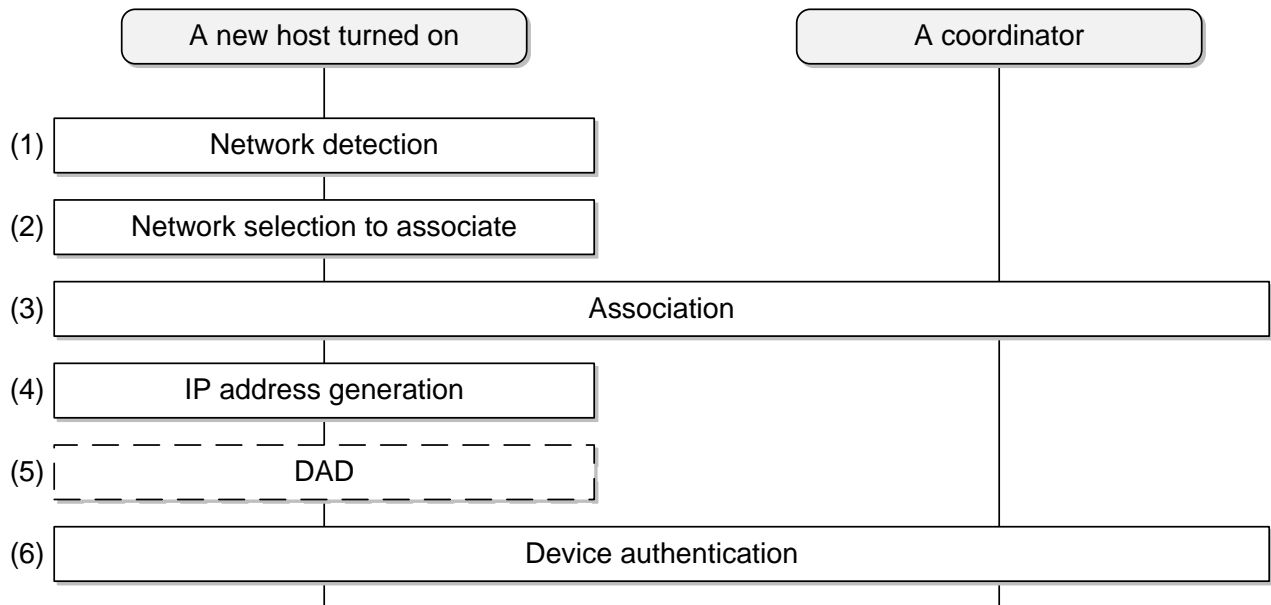 A new host turned on
A coordinator
(1) Network detection
(2) Network selection to associate
(3) Association
(4) IP address generation
(5) DAD
(6) Device authentication